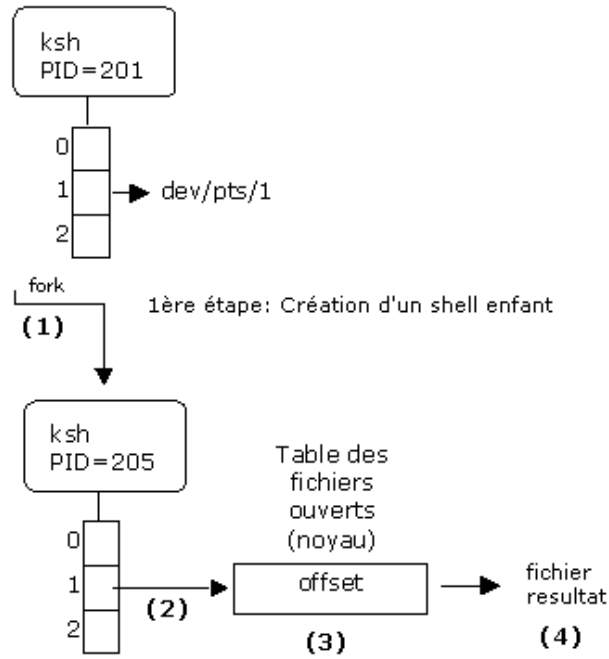 ksh
PID=201
0
1
dev/pts/1
2
fork
(1)
1ère étape: Création d'un shell enfant
ksh
PID=205
Table des
fichiers
ouverts
(noyau)
0
1
2
(2)
offset
(3)
fichier
resultat
(4)